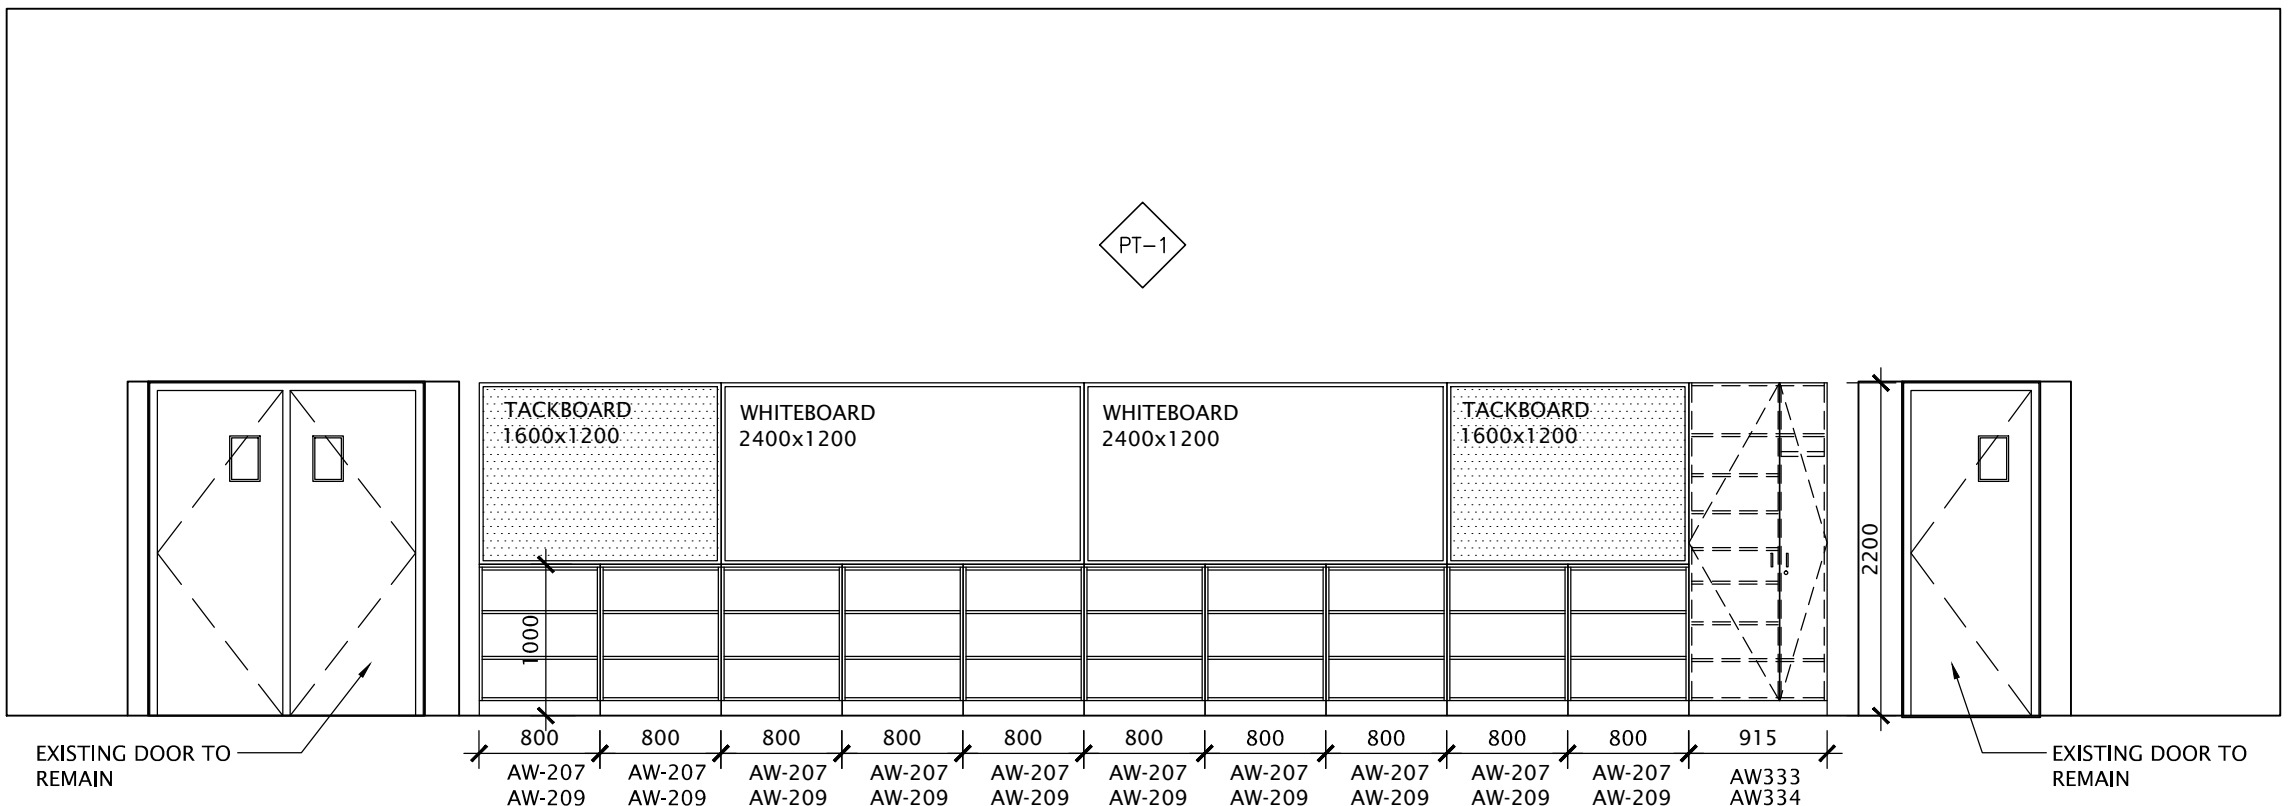 PT-1
TACKBOARD
1600x1200
WHITEBOARD
2400x1200
WHITEBOARD
2400x1200
TACKBOARD
1600x1200
1000
2200
EXISTING DOOR TO
REMAIN
800 800 800 800 800 800 800 800 800 800 915
AW-207 AW-207 AW-207 AW-207 AW-207 AW-207 AW-207 AW-207 AW-207 AW-207 AW333
AW-209 AW-209 AW-209 AW-209 AW-209 AW-209 AW-209 AW-209 AW-209 AW-209 AW334
EXISTING DOOR TO
REMAIN